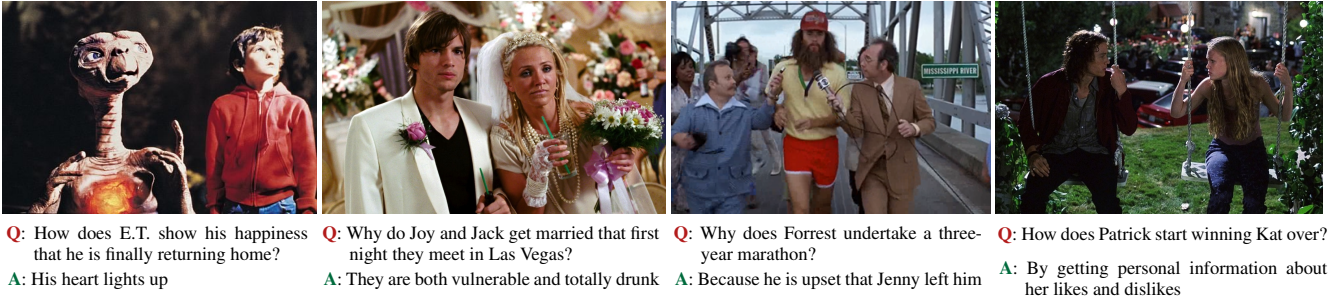 MISSISSIPPI RIVER
Q: How does E.T. show his happiness
that he is finally returning home?
A: His heart lights up
Q: Why do Joy and Jack get married that first
night they meet in Las Vegas?
A: They are both vulnerable and totally drunk
Q: Why does Forrest undertake a three-
year marathon?
A: Because he is upset that Jenny left him
Q: How does Patrick start winning Kat over?
A: By getting personal information about
her likes and dislikes